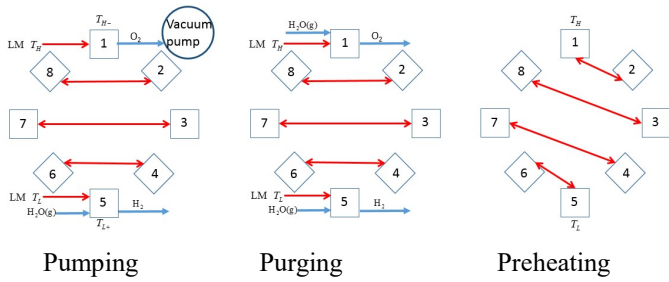 T_{H-}
Vacuum
pump
LM T_H
1
O₂
8
2
7
3
6
4
LM T_L
5
H₂O(g)
H₂
T_{L+}
Pumping
H₂O(g)
LM T_H
1
O₂
8
2
7
3
6
4
LM T_L
5
H₂O(g)
H₂
Purging
T_H
1
8
2
7
3
6
4
5
T_L
Preheating